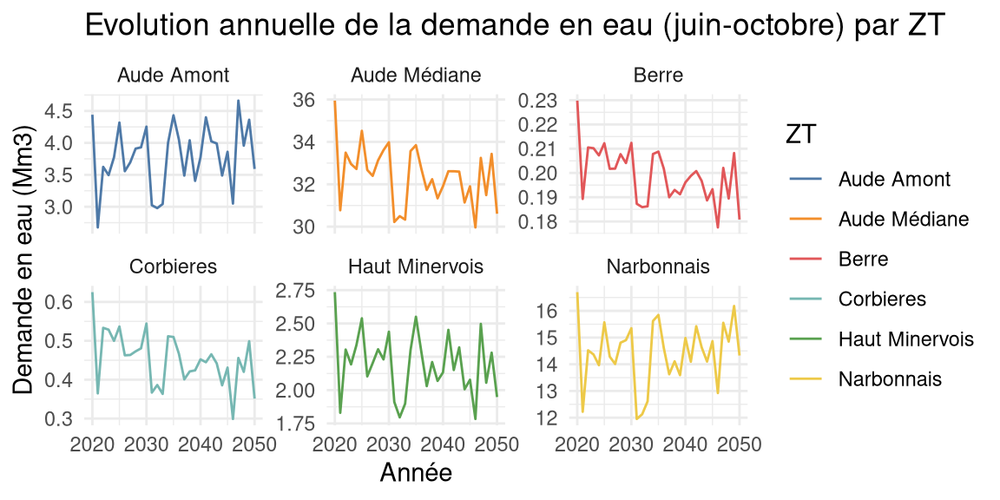 Evolution annuelle de la demande en eau (juin-octobre) par ZT
Aude Amont
Aude Médiane
Berre
4.5
4.0
3.5
3.0
36
34
32
30
0.23
0.22
0.21
0.20
0.19
0.18
Corbieres
Haut Minervois
Narbonnais
0.6
0.5
0.4
0.3
2.75
2.50
2.25
2.00
1.75
16
15
14
13
12
2020 2030 2040 2050
2020 2030 2040 2050
2020 2030 2040 2050
Année
Demande en eau (Mm3)
ZT
Aude Amont
Aude Médiane
Berre
Corbieres
Haut Minervois
Narbonnais